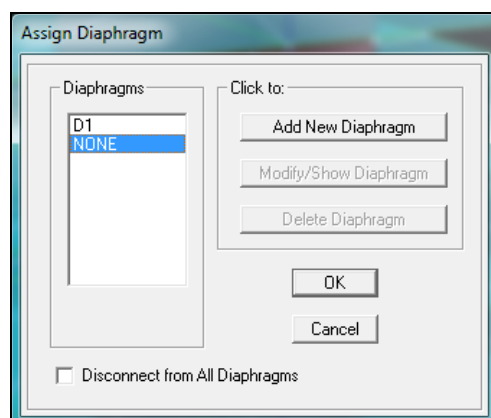 Assign Diaphragm
Diaphragms
D1
NONE
Click to:
Add New Diaphragm
Modify/Show Diaphragm
Delete Diaphragm
OK
Cancel
Disconnect from All Diaphragms